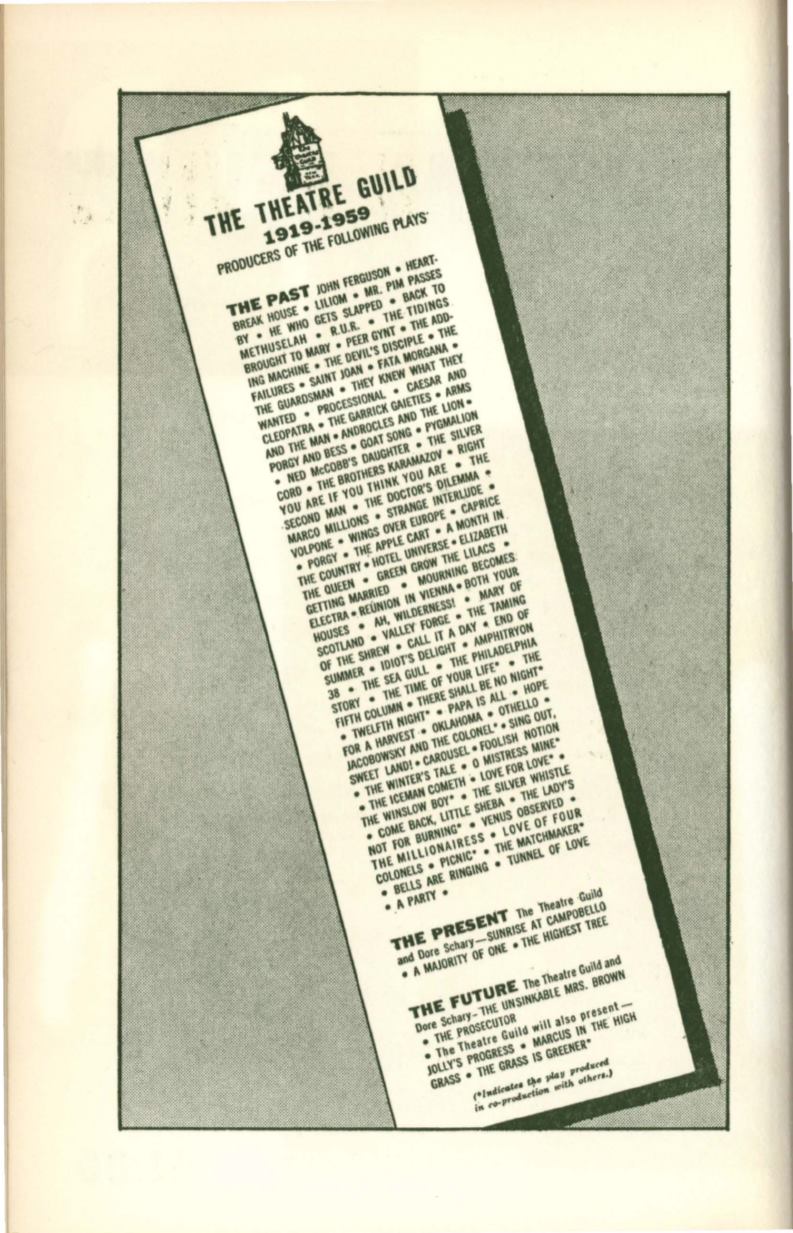 the
Theatre
Guild
THE THEATRE GUILD
1919-1959
PRODUCERS OF THE FOLLOWING PLAYS
THE PAST JOHN FERGUSON • HEART-
BREAK HOUSE • LILIOM • MR. PIM PASSES
BY • HE WHO GETS SLAPPED • BACK TO
METHUSELAH • R.U.R. • THE TIDINGS
BROUGHT TO MARY • PEER GYNT • THE ADD-
ING MACHINE • THE DEVIL'S DISCIPLE • THE
FAILURES • SAINT JOAN • FATA MORGANA •
THE GUARDSMAN • THEY KNEW WHAT THEY
WANTED • PROCESSIONAL • CAESAR AND
CLEOPATRA • THE GARRICK GAIETIES • ARMS
AND THE MAN • ANDROCLES AND THE LION •
PORGY AND BESS • GOAT SONG • PYGMALION
• NED McCOBB'S DAUGHTER • THE SILVER
CORD • THE BROTHERS KARAMAZOV • RIGHT
YOU ARE IF YOU THINK YOU ARE • THE
SECOND MAN • THE DOCTOR'S DILEMMA •
MARCO MILLIONS • STRANGE INTERLUDE •
VOLPONE • WINGS OVER EUROPE • CAPRICE
• PORGY • THE APPLE CART • A MONTH IN
THE COUNTRY • HOTEL UNIVERSE • ELIZABETH
THE QUEEN • GREEN GROW THE LILACS •
GETTING MARRIED • MOURNING BECOMES
ELECTRA • REUNION IN VIENNA • BOTH YOUR
HOUSES • AH, WILDERNESS! • MARY OF
SCOTLAND • VALLEY FORGE • THE TAMING
OF THE SHREW • CALL IT A DAY • END OF
SUMMER • IDIOT'S DELIGHT • AMPHITRYON
38 • THE SEA GULL • THE PHILADELPHIA
STORY • THE TIME OF YOUR LIFE* • THE
FIFTH COLUMN • THERE SHALL BE NO NIGHT*
• TWELFTH NIGHT* • PAPA IS ALL • HOPE
FOR A HARVEST • OKLAHOMA • OTHELLO •
JACOBOWSKY AND THE COLONEL* • SING OUT,
SWEET LAND! • CAROUSEL • FOOLISH NOTION
• THE WINTER'S TALE • O MISTRESS MINE*
• THE ICEMAN COMETH • LOVE FOR LOVE* •
THE WINSLOW BOY* • THE SILVER WHISTLE
• COME BACK, LITTLE SHEBA • THE LADY'S
NOT FOR BURNING* • VENUS OBSERVED •
THE MILLIONAIRESS • LOVE OF FOUR
COLONELS • PICNIC* • THE MATCHMAKER*
• BELLS ARE RINGING • TUNNEL OF LOVE
• A PARTY •
THE PRESENT The Theatre Guild
and Dore Schary—SUNRISE AT CAMPOBELLO
• A MAJORITY OF ONE • THE HIGHEST TREE
THE FUTURE The Theatre Guild and
Dore Schary—THE UNSINKABLE MRS. BROWN
• THE PROSECUTOR
• The Theatre Guild will also present—
JOLLY'S PROGRESS • MARCUS IN THE HIGH
GRASS • THE GRASS IS GREENER*
(*Indicates the play produced
in co-production with others.)